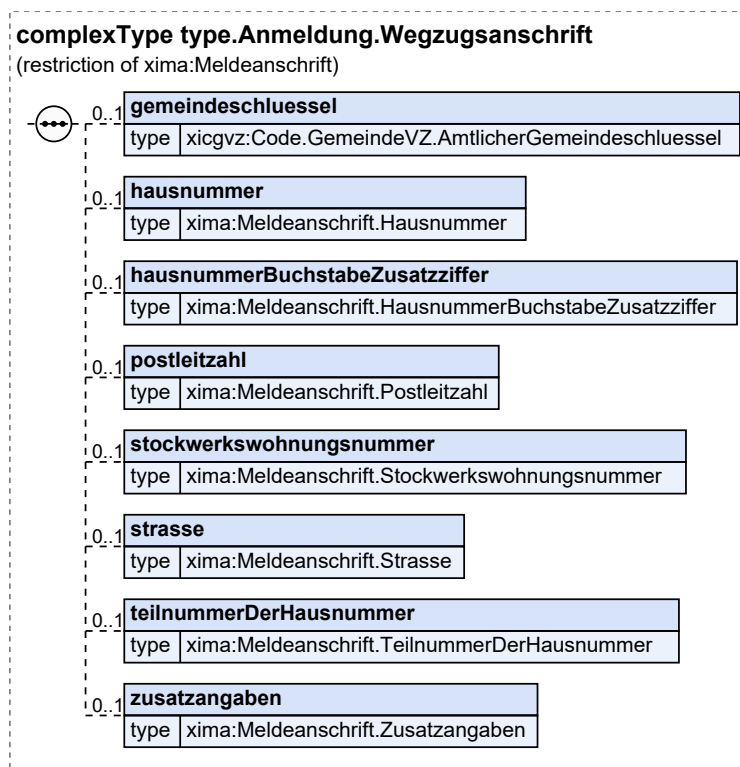 complexType type.Anmeldung.Wegzugsanschrift
(restriction of xima:Meldeanschrift)
0..1 gemeindeschluessel
type xicgvz:Code.GemeindeVZ.AmtlicherGemeindeschluessel
0..1 hausnummer
type xima:Meldeanschrift.Hausnummer
0..1 hausnummerBuchstabeZusatzziffer
type xima:Meldeanschrift.HausnummerBuchstabeZusatzziffer
0..1 postleitzahl
type xima:Meldeanschrift.Postleitzahl
0..1 stockwerkswohnungsnummer
type xima:Meldeanschrift.Stockwerkswohnungsnummer
0..1 strasse
type xima:Meldeanschrift.Strasse
0..1 teilnummerDerHausnummer
type xima:Meldeanschrift.TeilnummerDerHausnummer
0..1 zusatzangaben
type xima:Meldeanschrift.Zusatzangaben